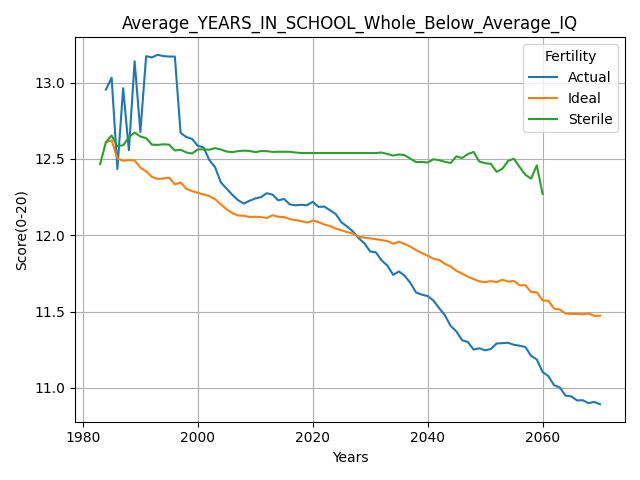 Average_YEARS_IN_SCHOOL_Whole_Below_Average_IQ
Fertility
Actual
Ideal
Sterile
Score(0-20)
13.0
12.5
12.0
11.5
11.0
1980
2000
2020
2040
2060
Years